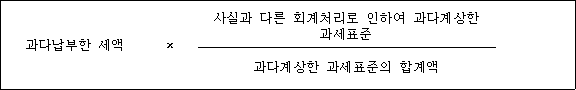 사실과 다른 회계처리로 인하여 과다계상한
과세표준
과다납부한 세액 ×
과다계상한 과세표준의 합계액